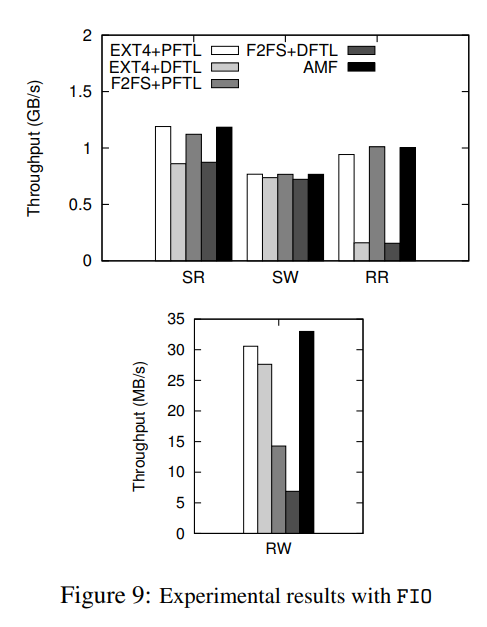 2
1.5
1
0.5
0
Throughput (GB/s)
EXT4+PFTL
EXT4+DFTL
F2FS+PFTL
F2FS+DFTL
AMF
SR
SW
RR
35
30
25
20
15
10
5
0
Throughput (MB/s)
RW
Figure 9: Experimental results with FIO